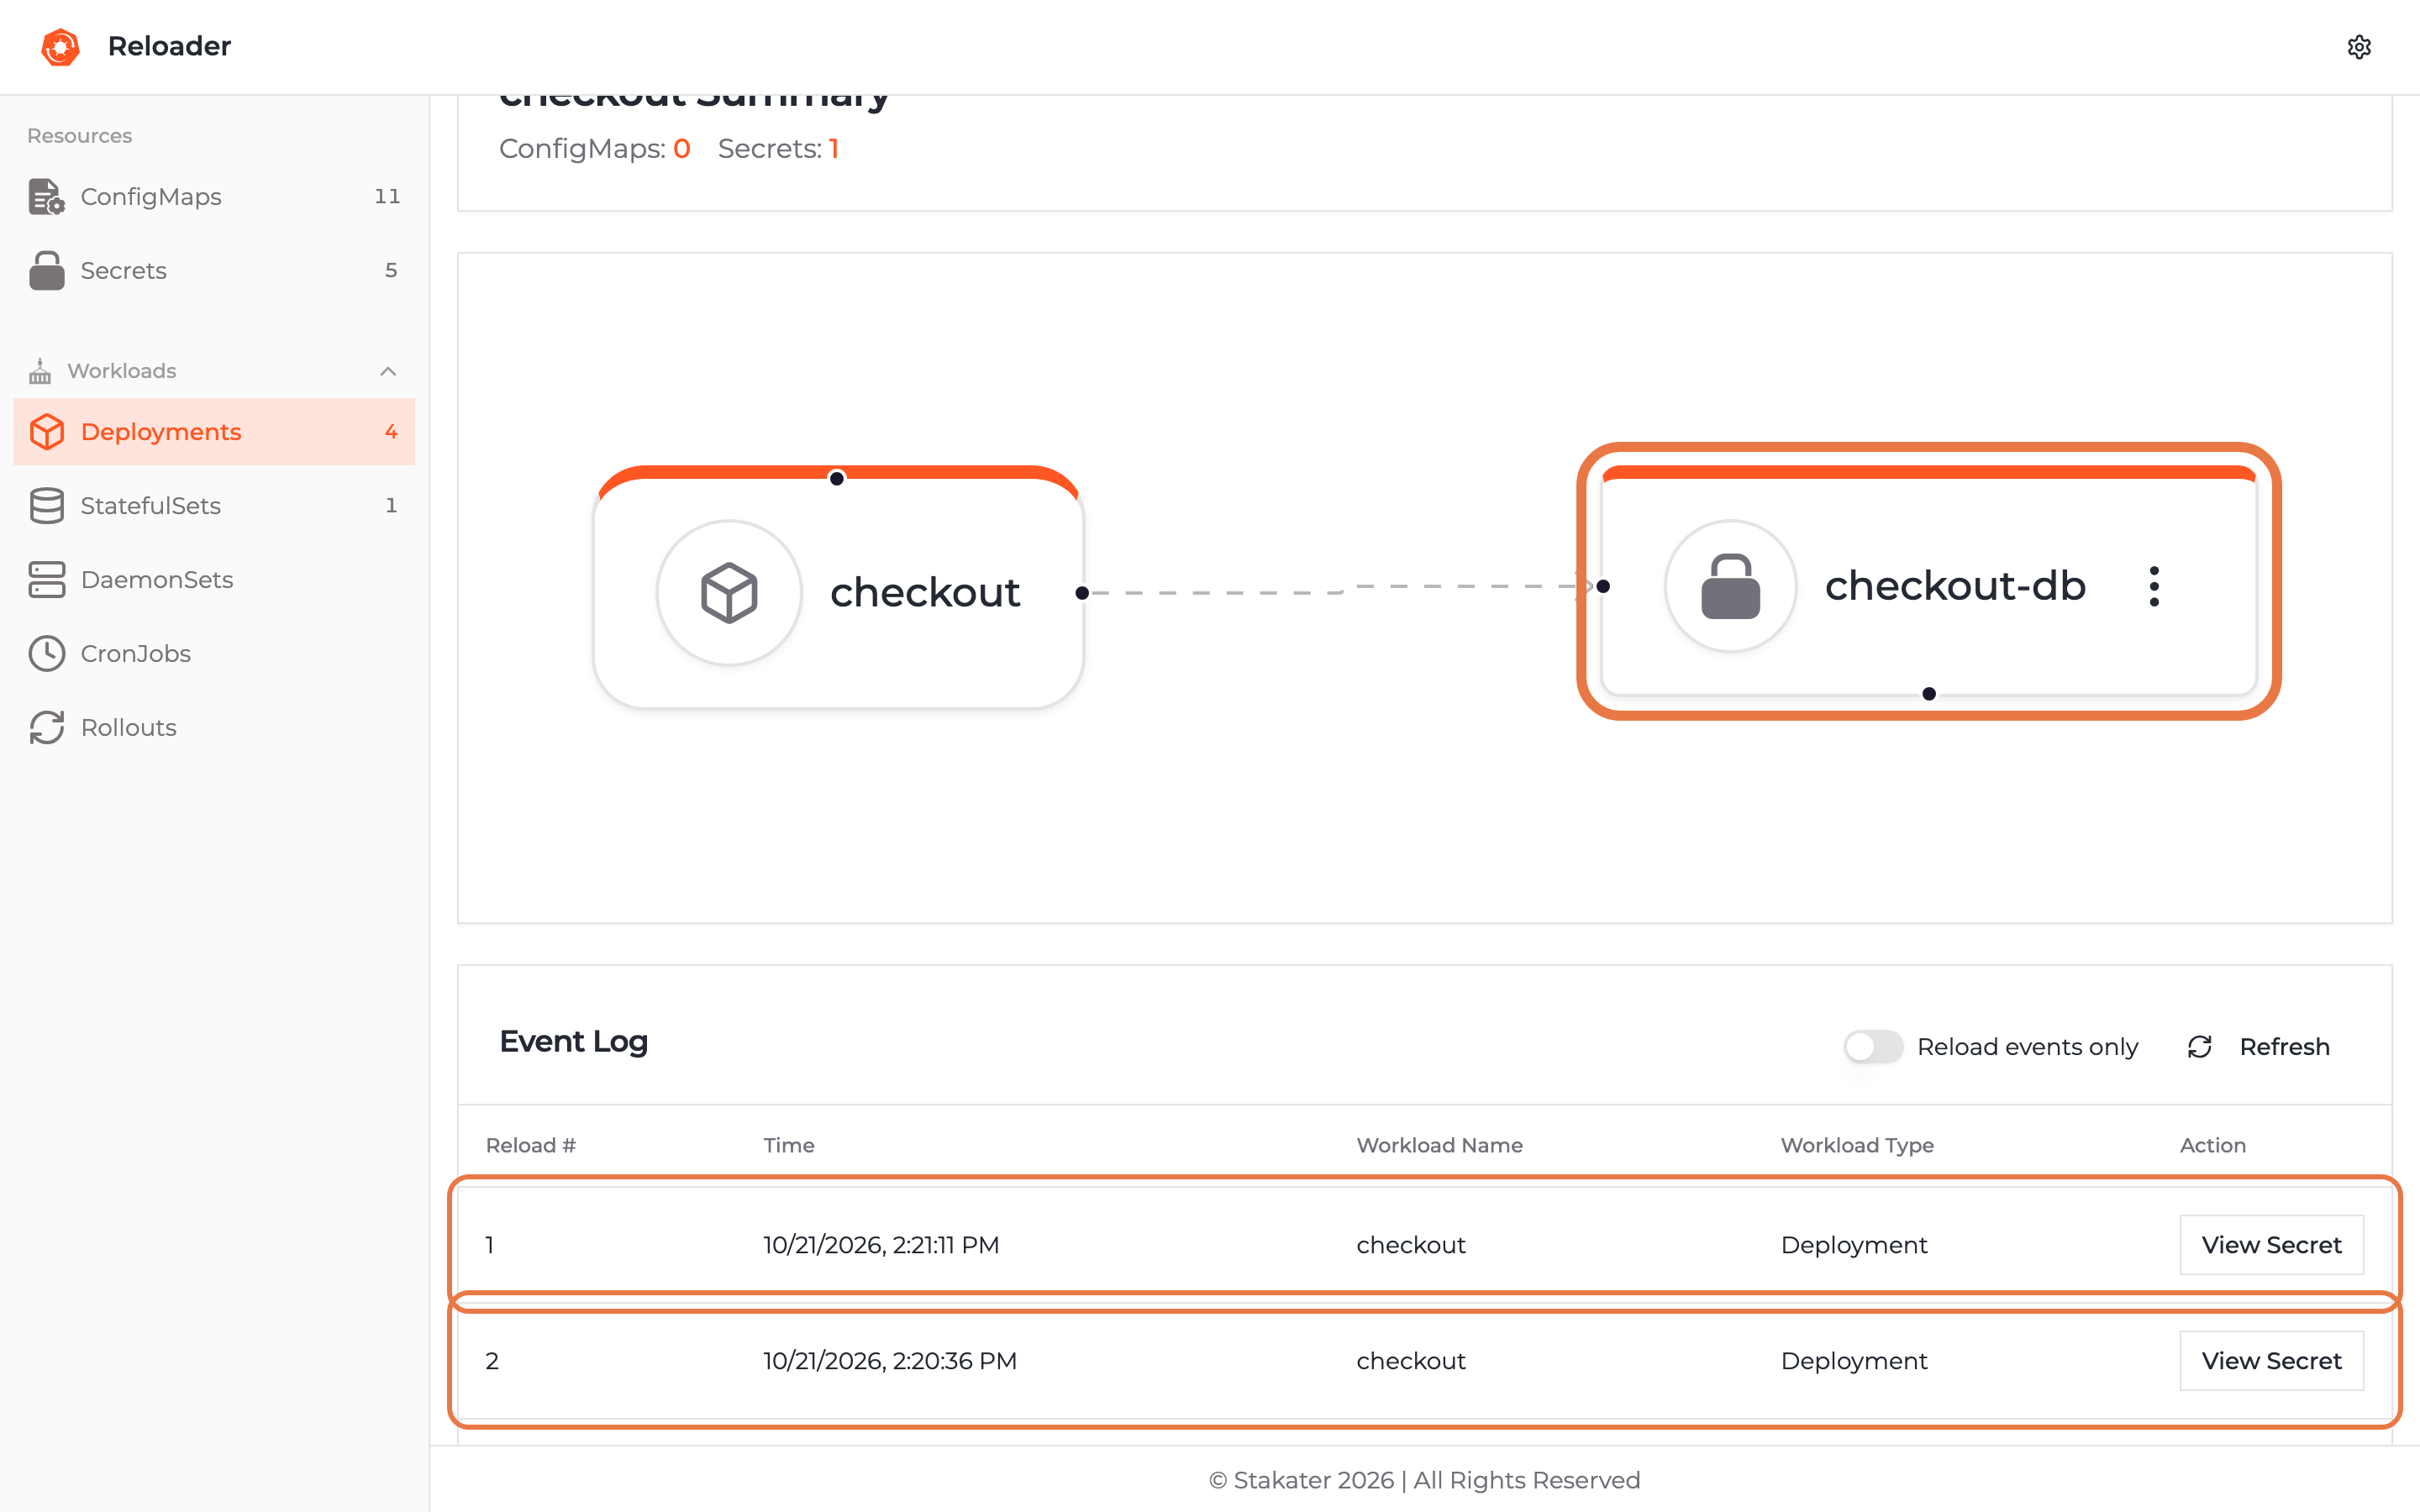 Reloader
Resources
ConfigMaps 11
Secrets 5
Workloads
Deployments 4
StatefulSets 1
DaemonSets
CronJobs
Rollouts
checkout Summary
ConfigMaps: 0 Secrets: 1
checkout
checkout-db
Event Log
Reload events only Refresh
Reload # Time Workload Name Workload Type Action
1 10/21/2026, 2:21:11 PM checkout Deployment View Secret
2 10/21/2026, 2:20:36 PM checkout Deployment View Secret
© Stakater 2026 | All Rights Reserved